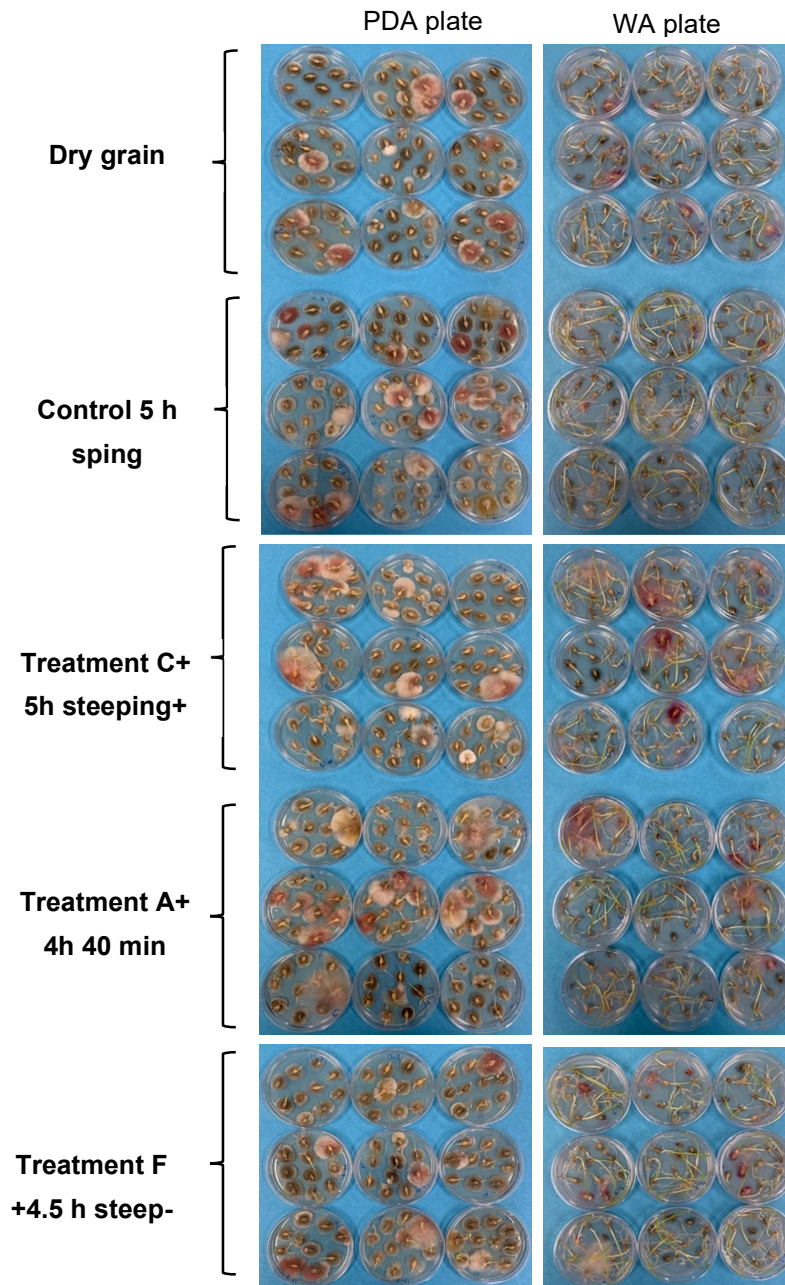 PDA plate WA plate
Dry grain
Control 5 h
sping
Treatment C+
5h steeping+
Treatment A+
4h 40 min
Treatment F
+4.5 h steep-